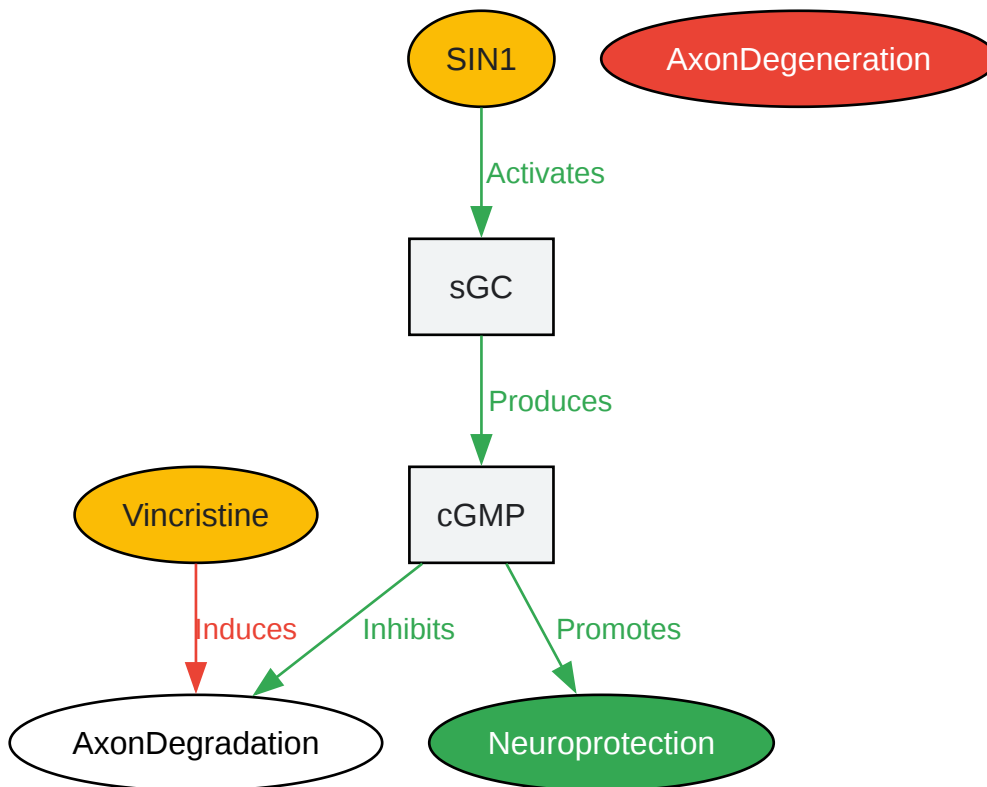 SIN1
AxonDegeneration
Activates
sGC
Produces
Vincristine
cGMP
Induces
Inhibits
Promotes
AxonDegradation
Neuroprotection